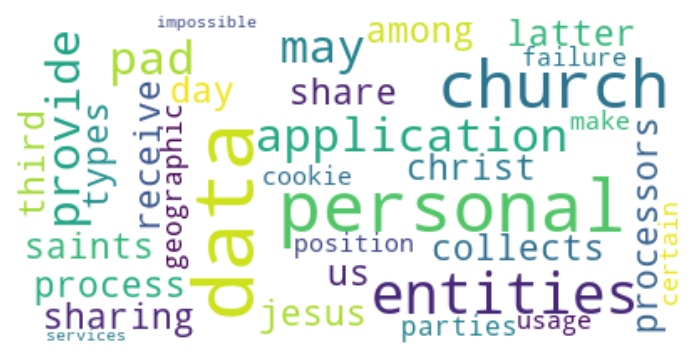 impossible
provide
pad
may
among
latter
failure
church
day
share
third
types
receive
geographic
data
application
make
christ
cookie
personal
processors
certain
saints
position
collects
process
us
entities
sharing
jesus
parties
usage
services